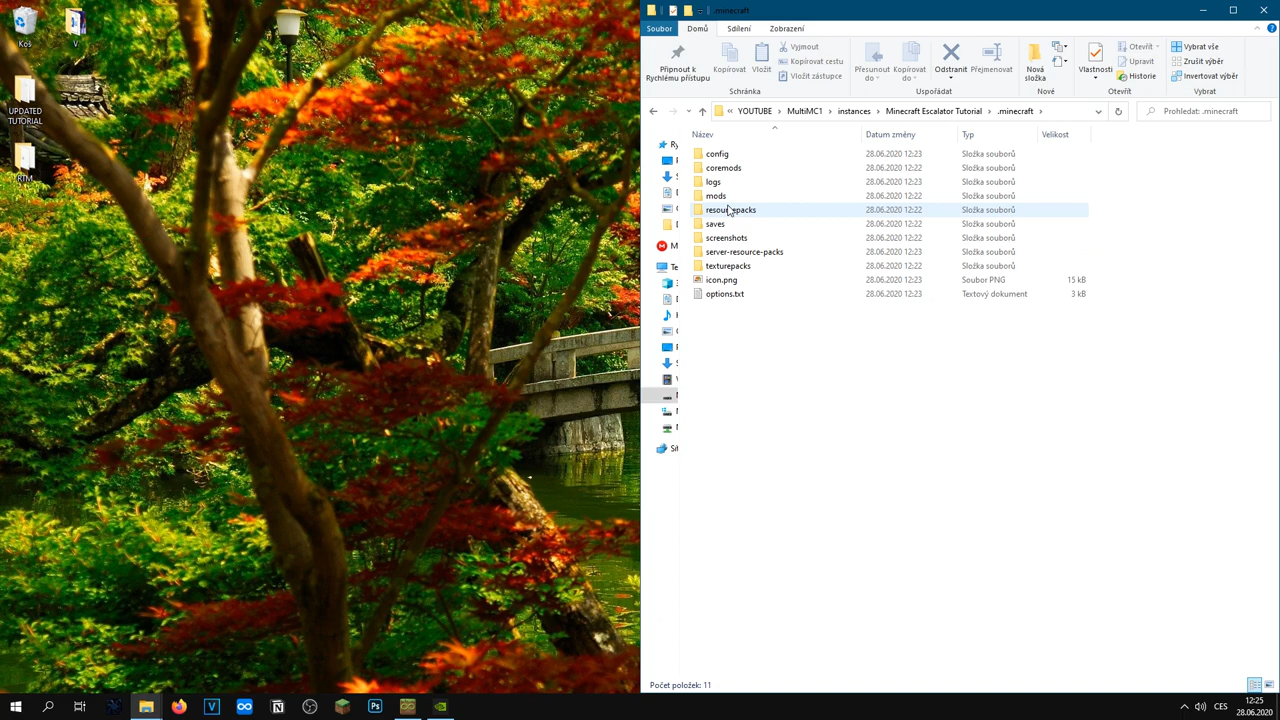 Koš
V
UPDATED
TUTORIAL
RTM
.minecraft
Soubor
Domů
Sdílení
Zobrazení
Připnout k
Rychlému přístupu
Kopírovat
Vložit
Vyjmout
Kopírovat cestu
Vložit zástupce
Schránka
Přesunout
do
Kopírovat
do
Odstranit
Přejmenovat
Uspořádat
Nová
složka
Nové
Vlastnosti
Otevřít
Upravit
Historie
Otevřít
Vybrat vše
Zrušit výběr
Invertovat výběr
Vybrat
« YOUTUBE > MultiMC1 > instances > Minecraft Escalator Tutorial > .minecraft >
Prohledat: .minecraft
Název Datum změny Typ Velikost
config 28.06.2020 12:23 Složka souborů
coremods 28.06.2020 12:22 Složka souborů
logs 28.06.2020 12:23 Složka souborů
mods 28.06.2020 12:22 Složka souborů
resourcepacks 28.06.2020 12:22 Složka souborů
saves 28.06.2020 12:22 Složka souborů
screenshots 28.06.2020 12:22 Složka souborů
server-resource-packs 28.06.2020 12:23 Složka souborů
texturepacks 28.06.2020 12:22 Složka souborů
icon.png 28.06.2020 12:23 Soubor PNG 15 kB
options.txt 28.06.2020 12:23 Textový dokument 3 kB
Počet položek: 11
CES
12:25
28.06.2020